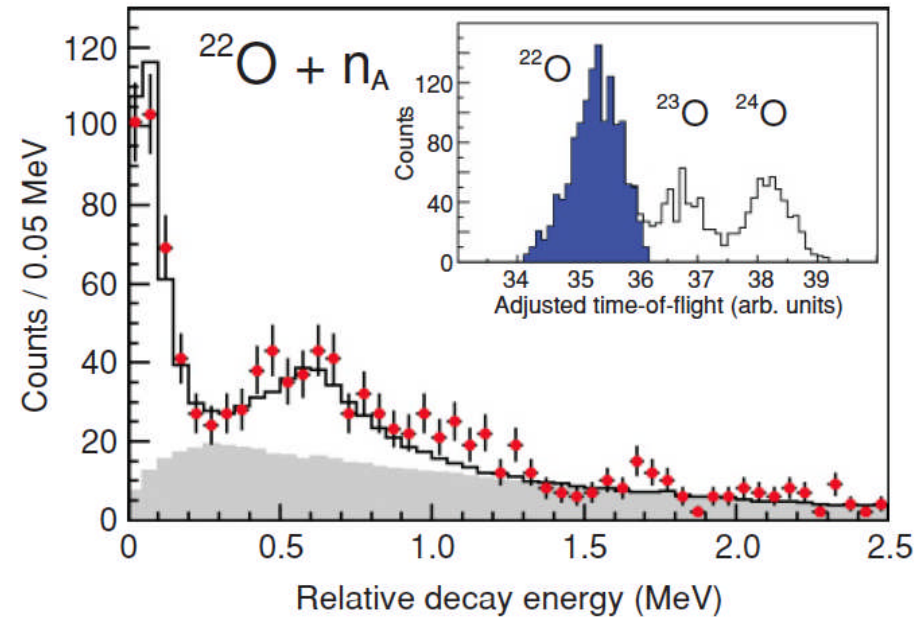 ²²O + n_A
Counts / 0.05 MeV
120
100
80
60
40
20
0
0 0.5 1.0 1.5 2.0 2.5
Relative decay energy (MeV)
²²O
²³O ²⁴O
Counts
120
80
40
0
34 35 36 37 38 39
Adjusted time-of-flight (arb. units)